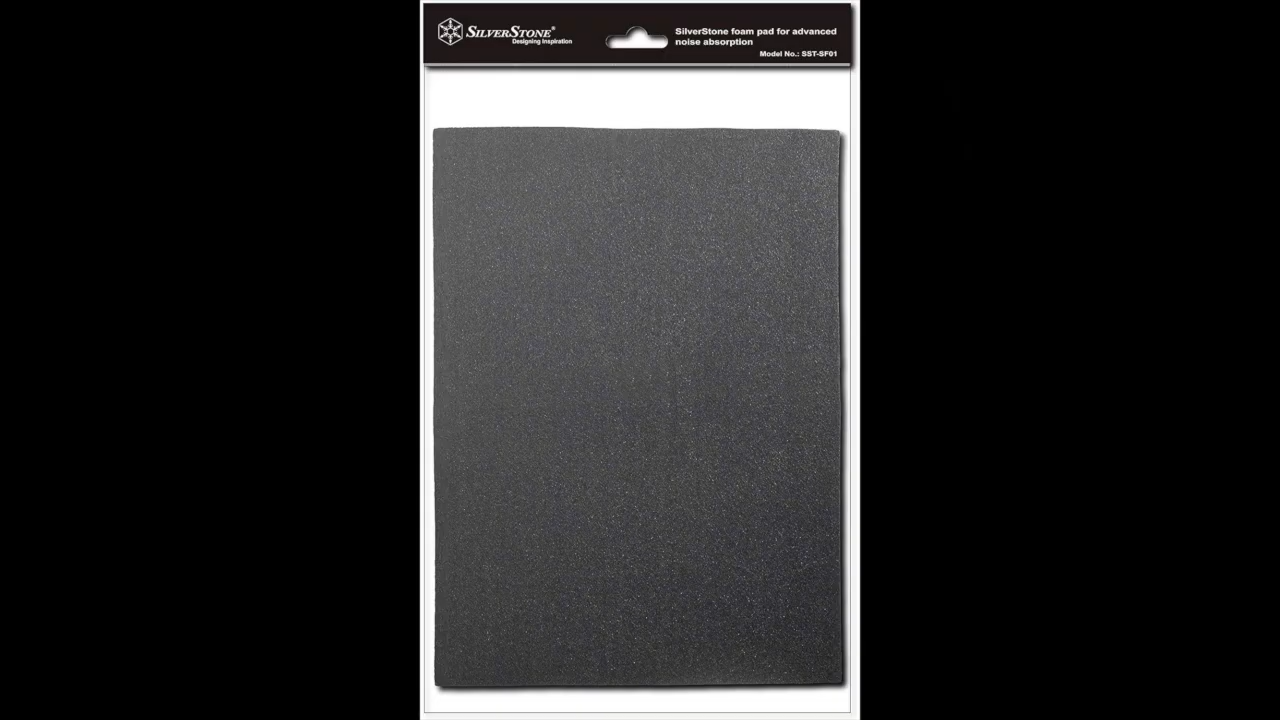 SILVERSTONE®
Designing Inspiration
SilverStone foam pad for advanced
noise absorption
Model No.: SST-SF01